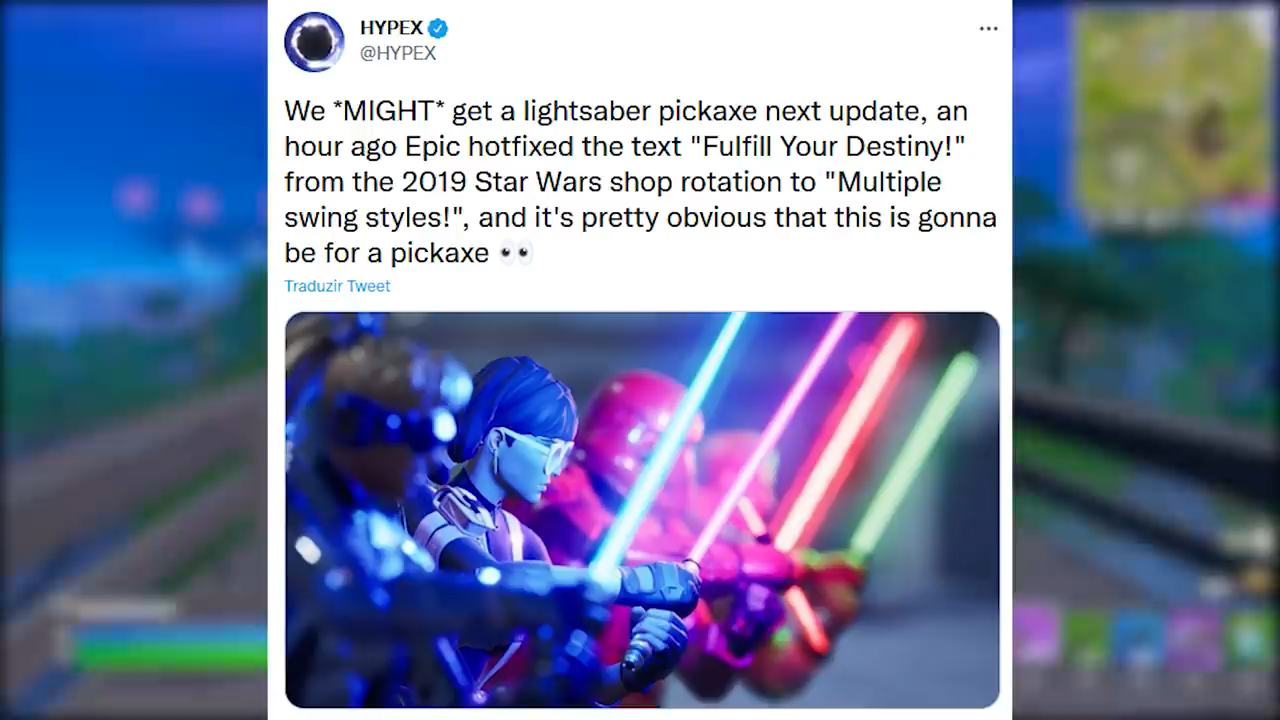 HYPEX
@HYPEX
We *MIGHT* get a lightsaber pickaxe next update, an
hour ago Epic hotfixed the text "Fulfill Your Destiny!"
from the 2019 Star Wars shop rotation to "Multiple
swing styles!", and it's pretty obvious that this is gonna
be for a pickaxe 👀
Traduzir Tweet